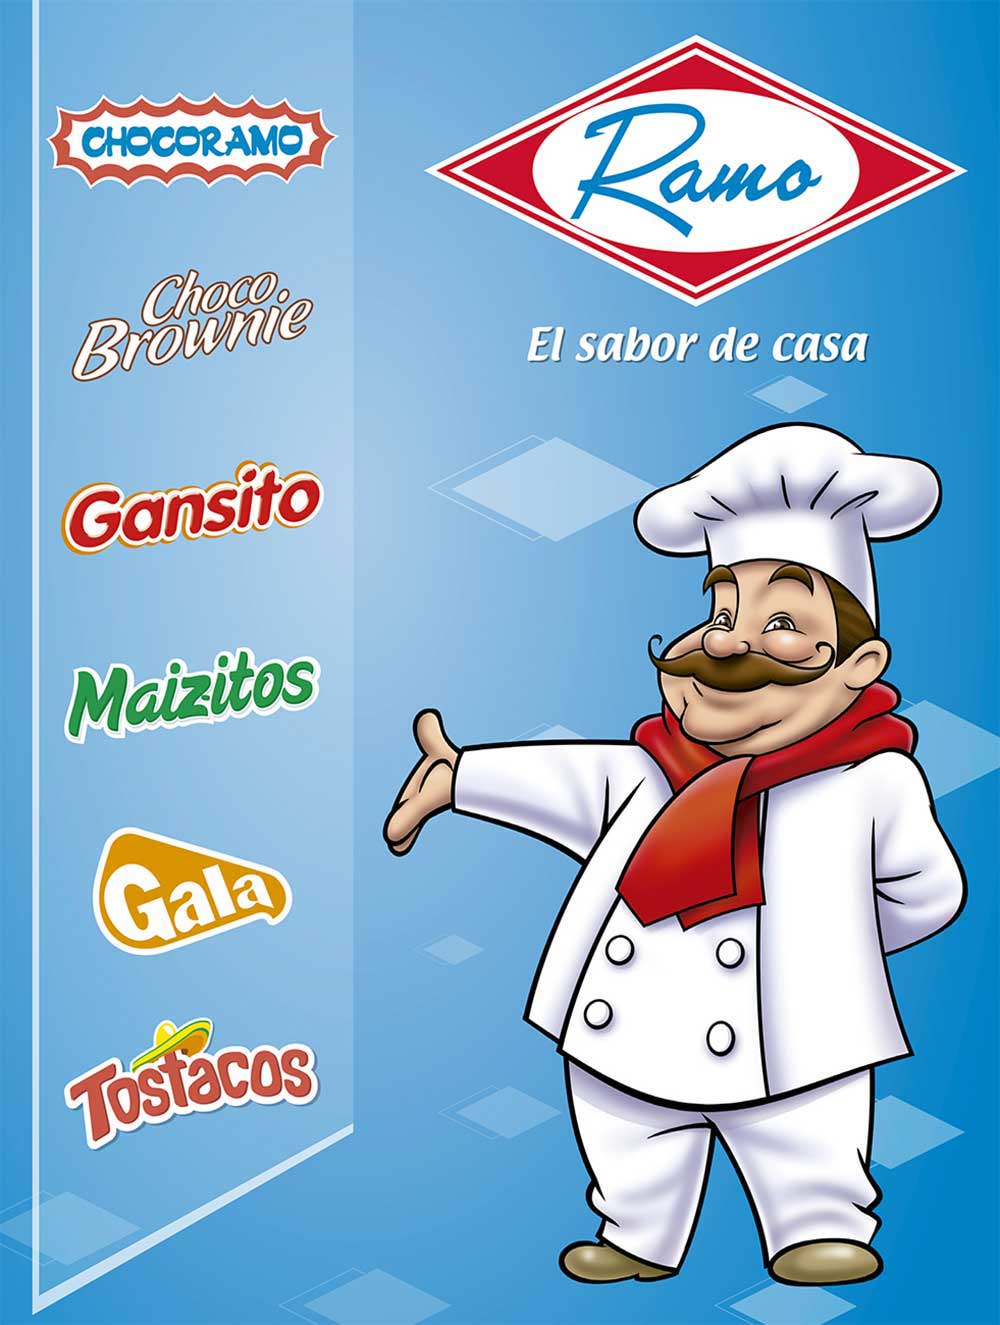 CHOCORAMO
Choco
Brownie
Gansito
Maizitos
Gala
Tostacos
Ramo
El sabor de casa